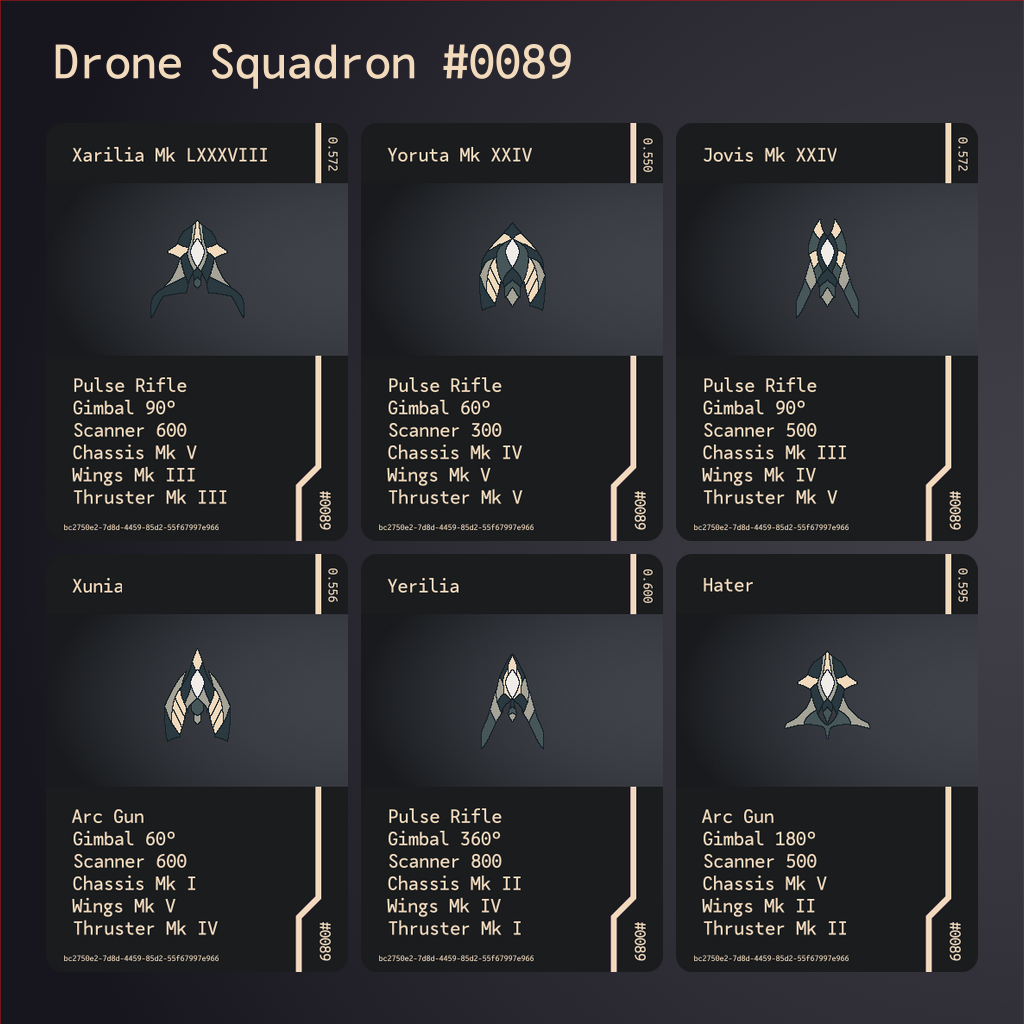 Drone Squadron #0089
Xarilia Mk LXXXVIII
0.572
Pulse Rifle
Gimbal 90º
Scanner 600
Chassis Mk V
Wings Mk III
Thruster Mk III
#0089
bc2750e2-7d8d-4459-85d2-55f67997e966
Yoruta Mk XXIV
0.550
Pulse Rifle
Gimbal 60º
Scanner 300
Chassis Mk IV
Wings Mk V
Thruster Mk V
#0089
bc2750e2-7d8d-4459-85d2-55f67997e966
Jovis Mk XXIV
0.572
Pulse Rifle
Gimbal 90º
Scanner 500
Chassis Mk III
Wings Mk IV
Thruster Mk V
#0089
bc2750e2-7d8d-4459-85d2-55f67997e966
Xunia
0.556
Arc Gun
Gimbal 60º
Scanner 600
Chassis Mk I
Wings Mk V
Thruster Mk IV
#0089
bc2750e2-7d8d-4459-85d2-55f67997e966
Yerilia
0.600
Pulse Rifle
Gimbal 360º
Scanner 800
Chassis Mk II
Wings Mk IV
Thruster Mk I
#0089
bc2750e2-7d8d-4459-85d2-55f67997e966
Hater
0.595
Arc Gun
Gimbal 180º
Scanner 500
Chassis Mk V
Wings Mk II
Thruster Mk II
#0089
bc2750e2-7d8d-4459-85d2-55f67997e966